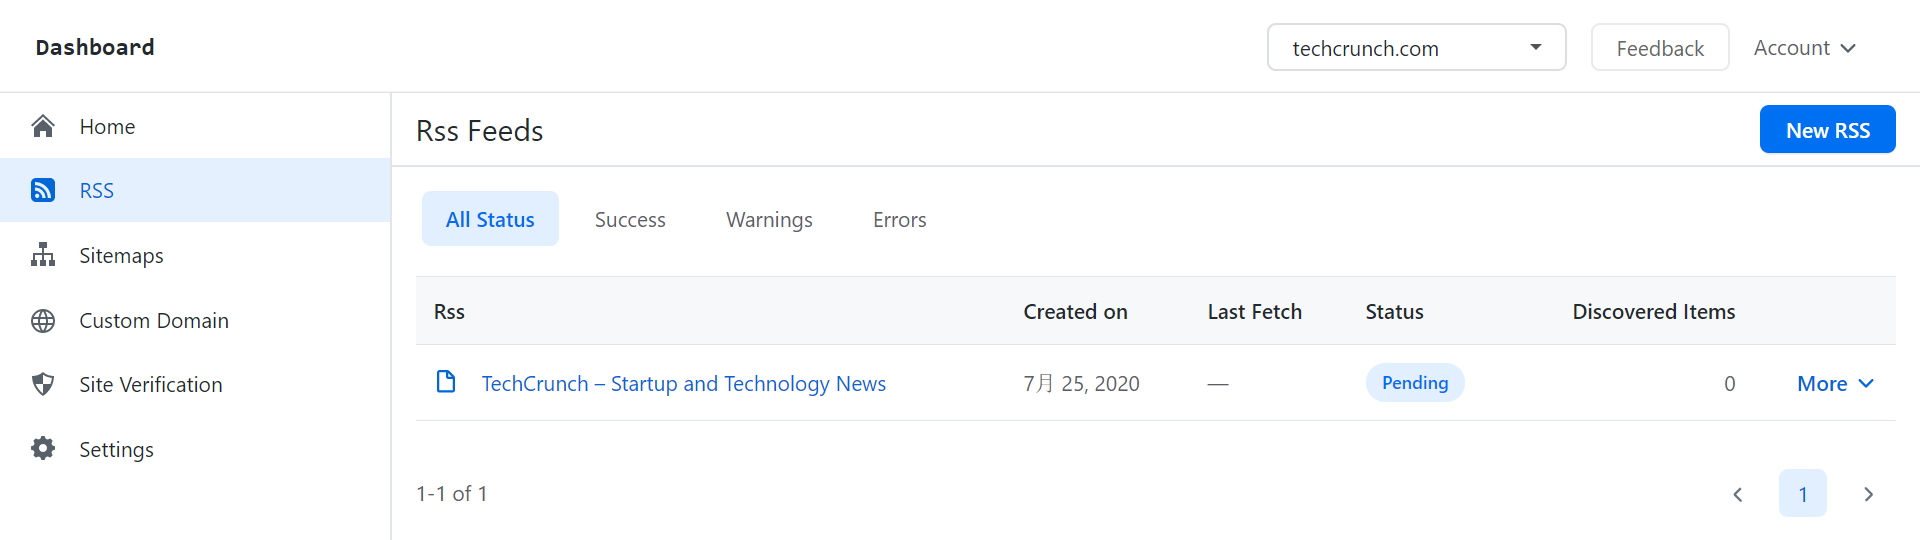 Dashboard
techcrunch.com
Feedback
Account
Home
RSS
Sitemaps
Custom Domain
Site Verification
Settings
Rss Feeds
New RSS
All Status
Success
Warnings
Errors
Rss
Created on
Last Fetch
Status
Discovered Items
TechCrunch – Startup and Technology News
7月 25, 2020
—
Pending
0
More
1-1 of 1
1